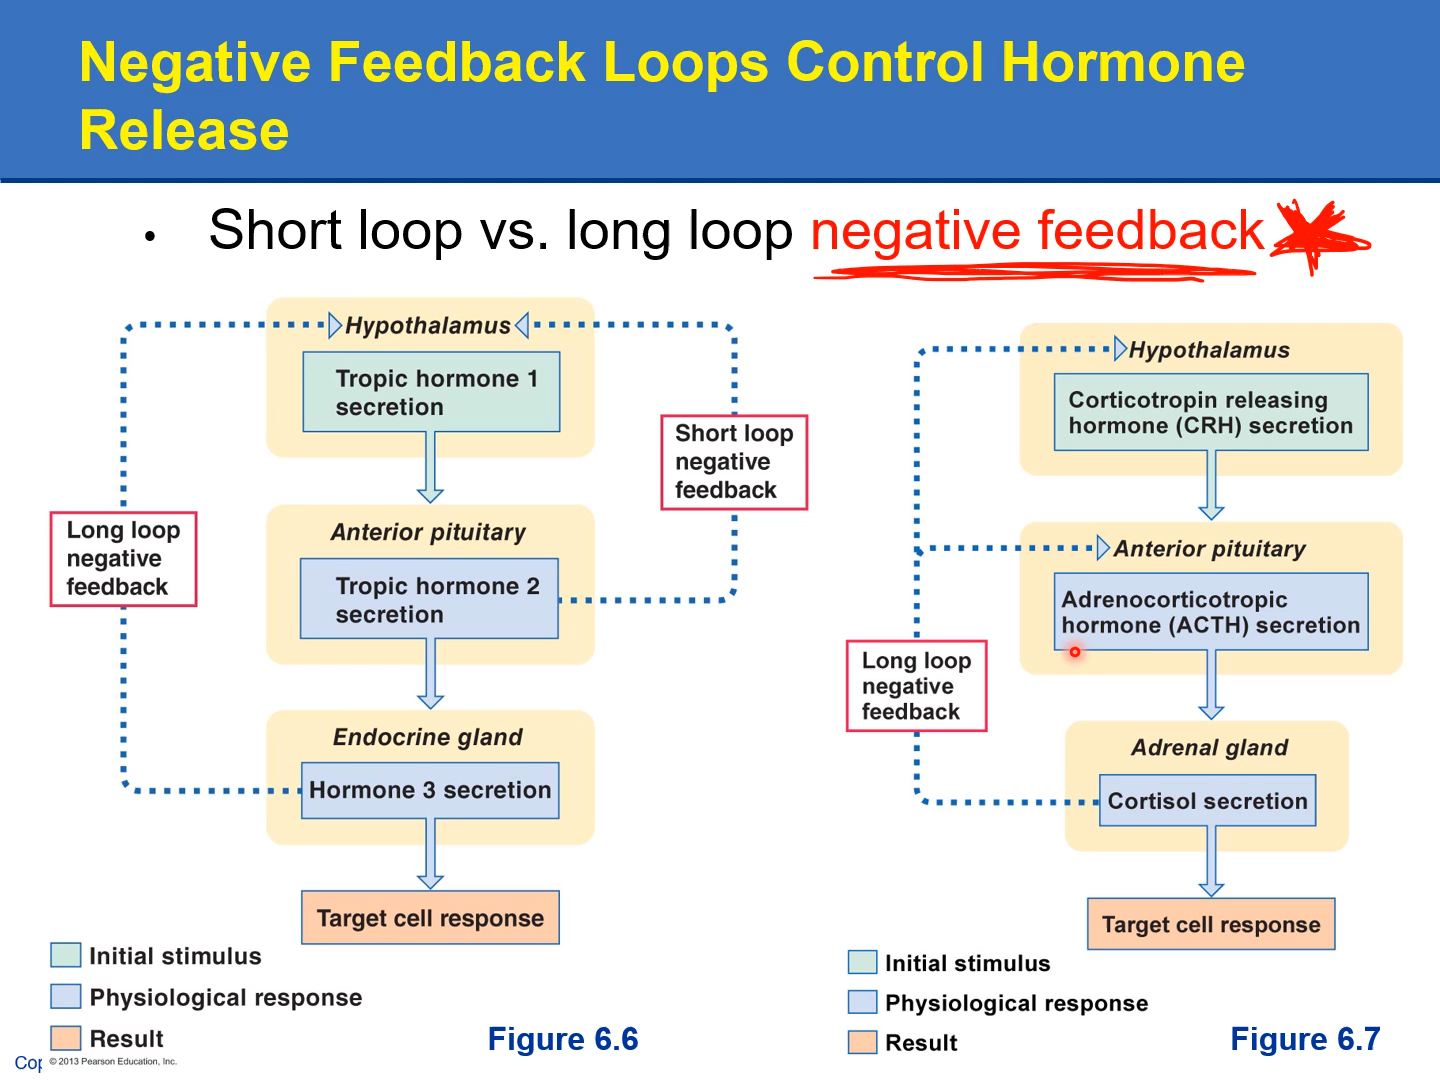 Negative Feedback Loops Control Hormone
Release
• Short loop vs. long loop negative feedback
Hypothalamus
Tropic hormone 1
secretion
Short loop
negative
feedback
Long loop
negative
feedback
Anterior pituitary
Tropic hormone 2
secretion
Endocrine gland
Hormone 3 secretion
Target cell response
Initial stimulus
Physiological response
Result
Figure 6.6
Cop
© 2013 Pearson Education, Inc.
Hypothalamus
Corticotropin releasing
hormone (CRH) secretion
Anterior pituitary
Adrenocorticotropic
hormone (ACTH) secretion
Long loop
negative
feedback
Adrenal gland
Cortisol secretion
Target cell response
Initial stimulus
Physiological response
Result
Figure 6.7